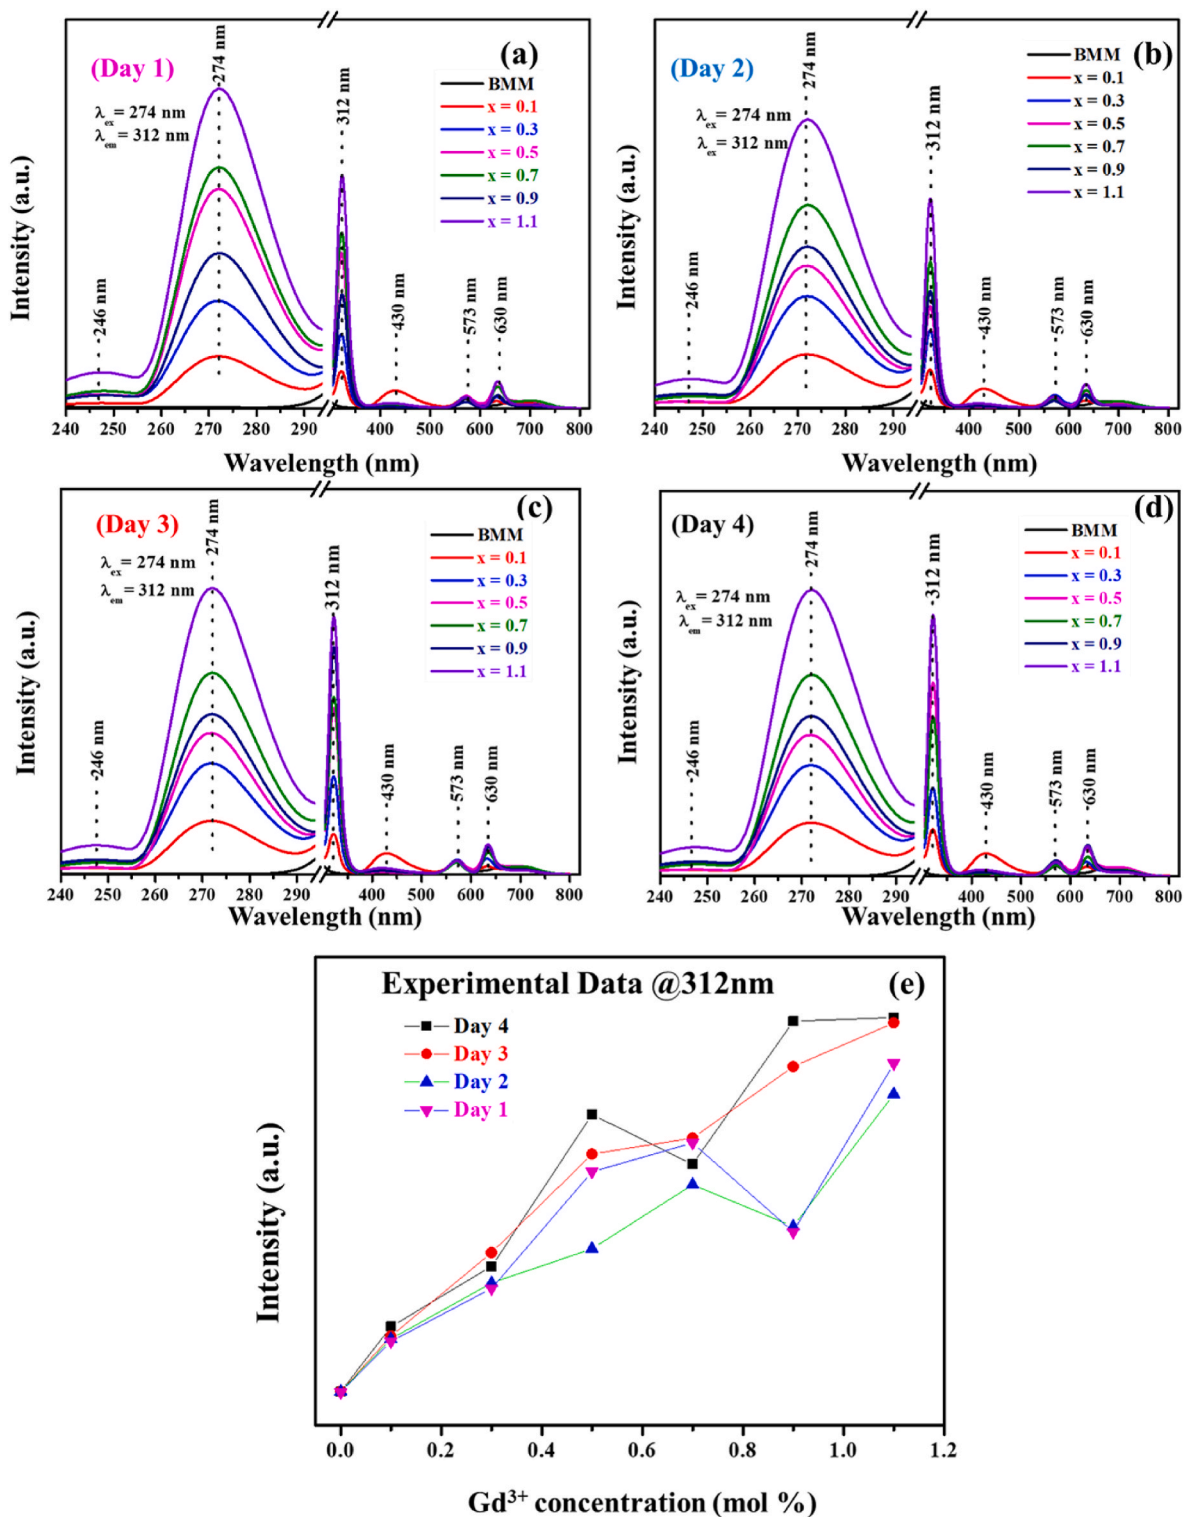 (a)
(Day 1)
λex= 274 nm
λem= 312 nm
246 nm
274 nm
312 nm
430 nm
573 nm
630 nm
BMM
x = 0.1
x = 0.3
x = 0.5
x = 0.7
x = 0.9
x = 1.1
Intensity (a.u.)
240 250 260 270 280 290 400 500 600 700 800
Wavelength (nm)
(b)
(Day 2)
λex= 274 nm
λex= 312 nm
246 nm
274 nm
312 nm
430 nm
573 nm
630 nm
BMM
x = 0.1
x = 0.3
x = 0.5
x = 0.7
x = 0.9
x = 1.1
Intensity (a.u.)
240 250 260 270 280 290 400 500 600 700 800
Wavelength (nm)
(c)
(Day 3)
λex= 274 nm
λem= 312 nm
246 nm
274 nm
312 nm
430 nm
573 nm
630 nm
BMM
x = 0.1
x = 0.3
x = 0.5
x = 0.7
x = 0.9
x = 1.1
Intensity (a.u.)
240 250 260 270 280 290 400 500 600 700 800
Wavelength (nm)
(d)
(Day 4)
λex= 274 nm
λem= 312 nm
246 nm
274 nm
312 nm
430 nm
573 nm
630 nm
BMM
x = 0.1
x = 0.3
x = 0.5
x = 0.7
x = 0.9
x = 1.1
Intensity (a.u.)
240 250 260 270 280 290 400 500 600 700 800
Wavelength (nm)
Experimental Data @312nm (e)
Day 4
Day 3
Day 2
Day 1
Intensity (a.u.)
0.0 0.2 0.4 0.6 0.8 1.0 1.2
Gd³⁺ concentration (mol %)